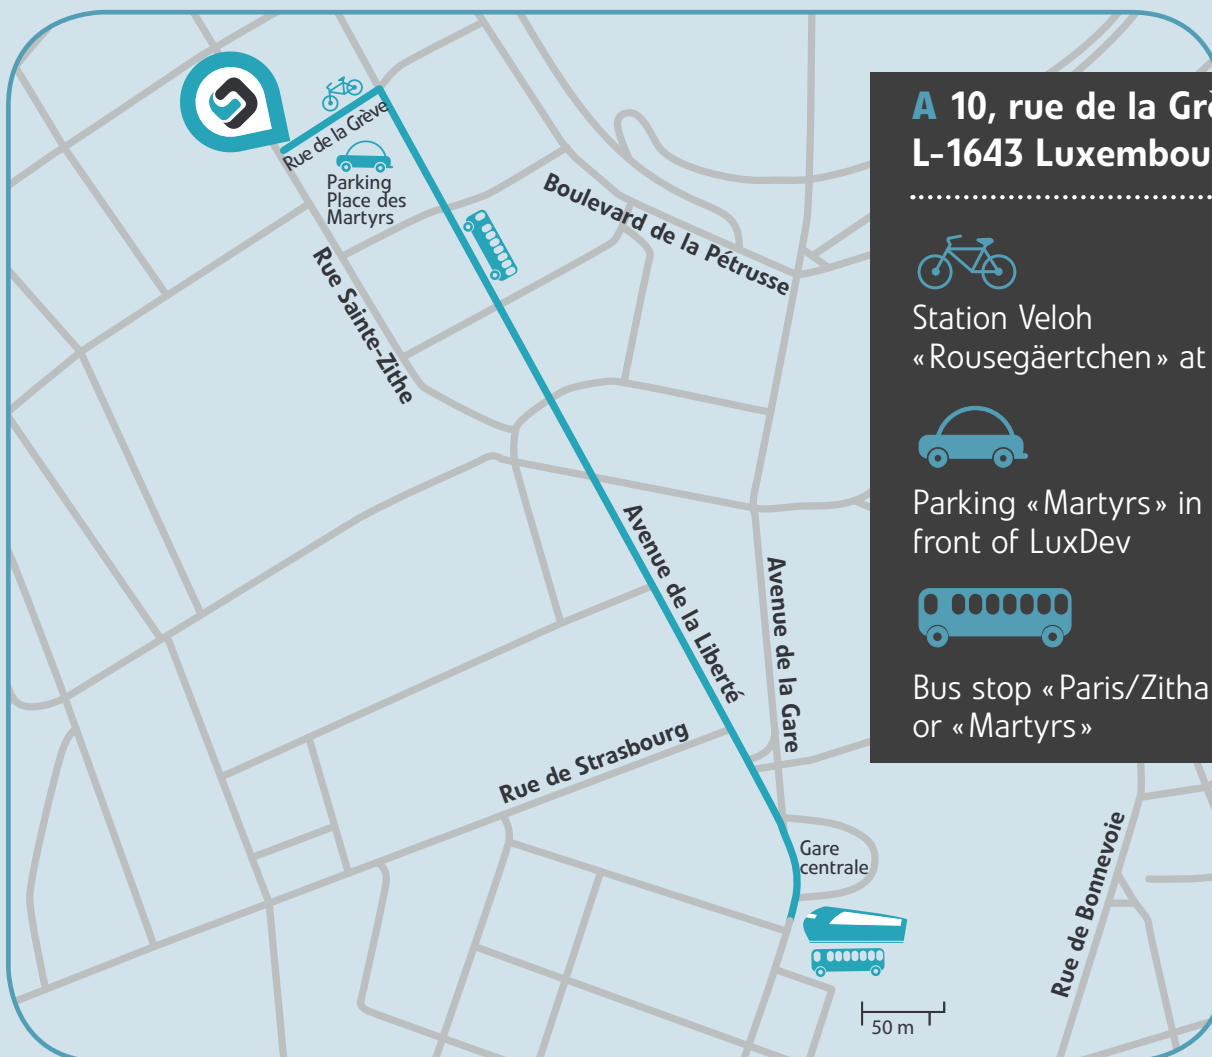 Rue de la Grève
Parking
Place des
Martyrs
Boulevard de la Pétrusse
Rue Sainte-Zithe
Avenue de la Liberté
Avenue de la Gare
Rue de Strasbourg
Gare
centrale
Rue de Bonnevoie
50 m
A 10, rue de la Grè
L-1643 Luxembou
Station Veloh
«Rousegäertchen» at
Parking «Martyrs» in
front of LuxDev
Bus stop «Paris/Zitha
or «Martyrs»